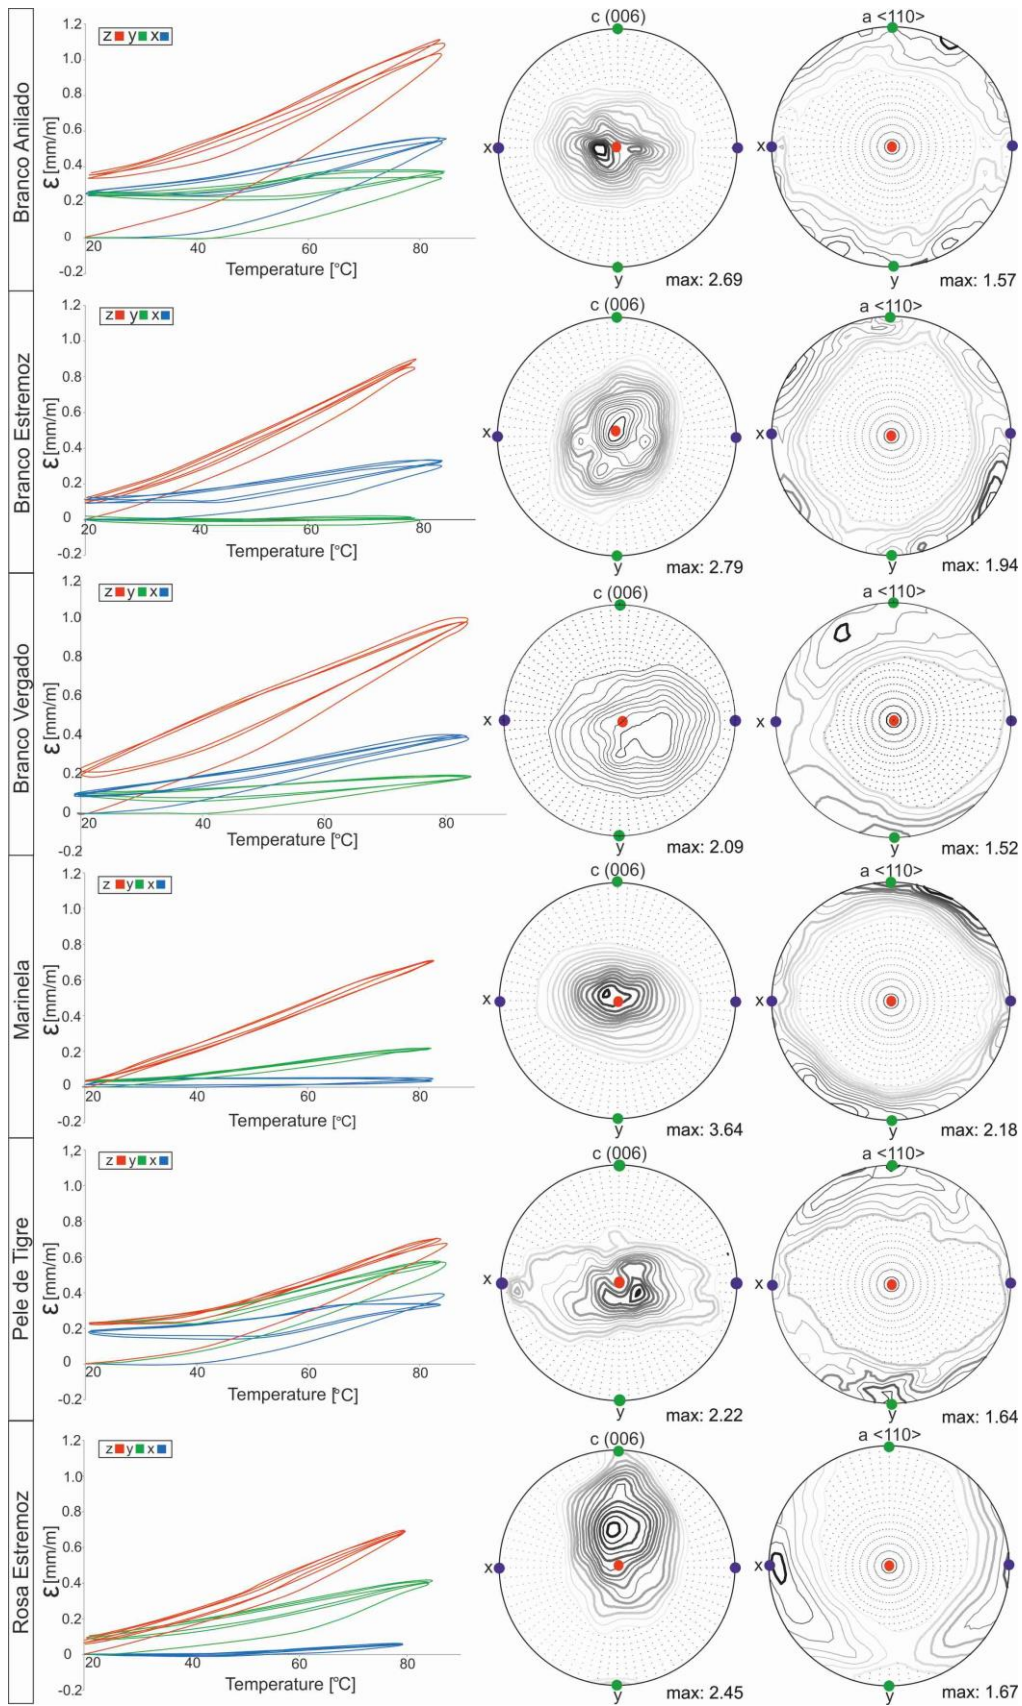 Branco Anilado
1.2
1.0
0.8
0.6
0.4
0.2
0
-0.2
ε [mm/m]
z y x
20 40 60 80
Temperature [°C]
c (006)
x
y
max: 2.69
a <110>
x
y
max: 1.57
Branco Estremoz
1.2
1.0
0.8
0.6
0.4
0.2
0
-0.2
ε [mm/m]
z y x
20 40 60 80
Temperature [°C]
c (006)
x
y
max: 2.79
a <110>
x
y
max: 1.94
Branco Vergado
1.2
1.0
0.8
0.6
0.4
0.2
0
-0.2
ε [mm/m]
z y x
20 40 60 80
Temperature [°C]
c (006)
x
y
max: 2.09
a <110>
x
y
max: 1.52
Marinela
1.2
1.0
0.8
0.6
0.4
0.2
0
-0.2
ε [mm/m]
z y x
20 40 60 80
Temperature [°C]
c (006)
x
y
max: 3.64
a <110>
x
y
max: 2.18
Pele de Tigre
1.2
1.0
0.8
0.6
0.4
0.2
0
-0.2
ε [mm/m]
z y x
20 40 60 80
Temperature [°C]
c (006)
x
y
max: 2.22
a <110>
x
y
max: 1.64
Rosa Estremoz
1.2
1.0
0.8
0.6
0.4
0.2
0
-0.2
ε [mm/m]
z y x
20 40 60 80
Temperature [°C]
c (006)
x
y
max: 2.45
a <110>
x
y
max: 1.67